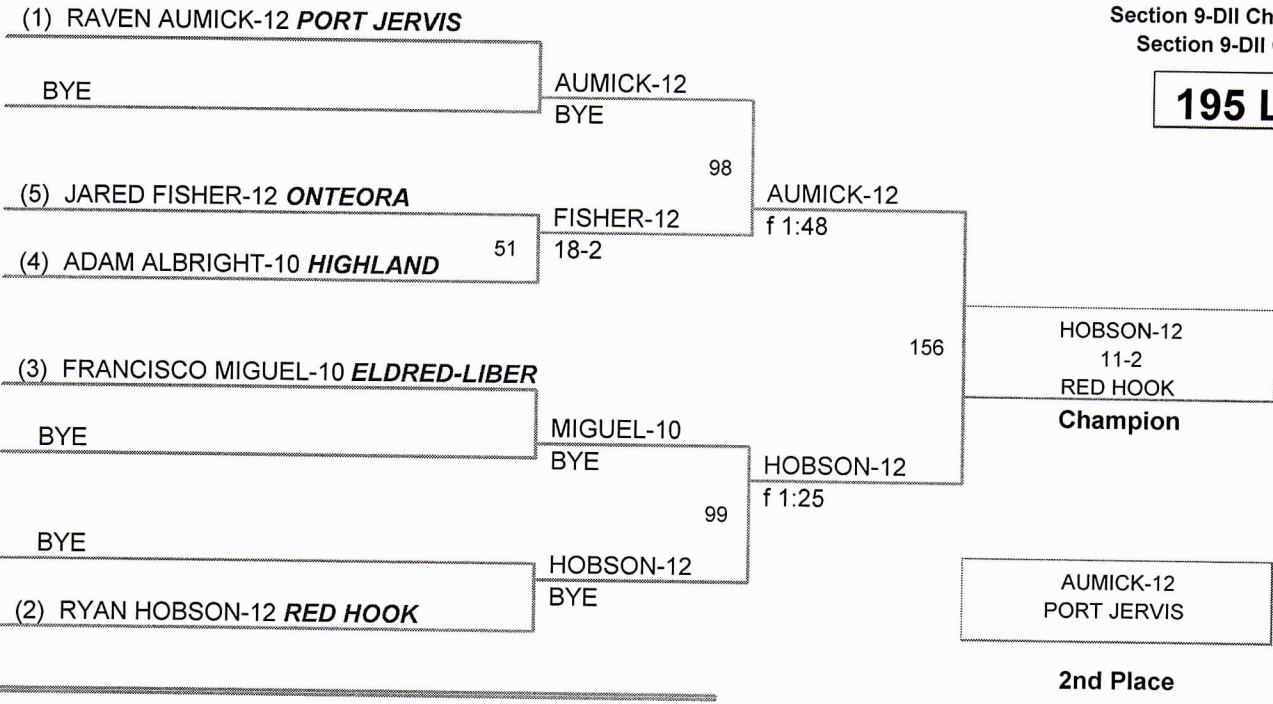 (1) RAVEN AUMICK-12 PORT JERVIS
BYE
AUMICK-12
BYE
98
(5) JARED FISHER-12 ONTEORA
(4) ADAM ALBRIGHT-10 HIGHLAND
51
FISHER-12
18-2
AUMICK-12
f 1:48
(3) FRANCISCO MIGUEL-10 ELDRED-LIBER
BYE
MIGUEL-10
BYE
99
BYE
(2) RYAN HOBSON-12 RED HOOK
HOBSON-12
BYE
HOBSON-12
f 1:25
156
Section 9-DII Ch
Section 9-DII
195 L
HOBSON-12
11-2
RED HOOK
Champion
AUMICK-12
PORT JERVIS
2nd Place